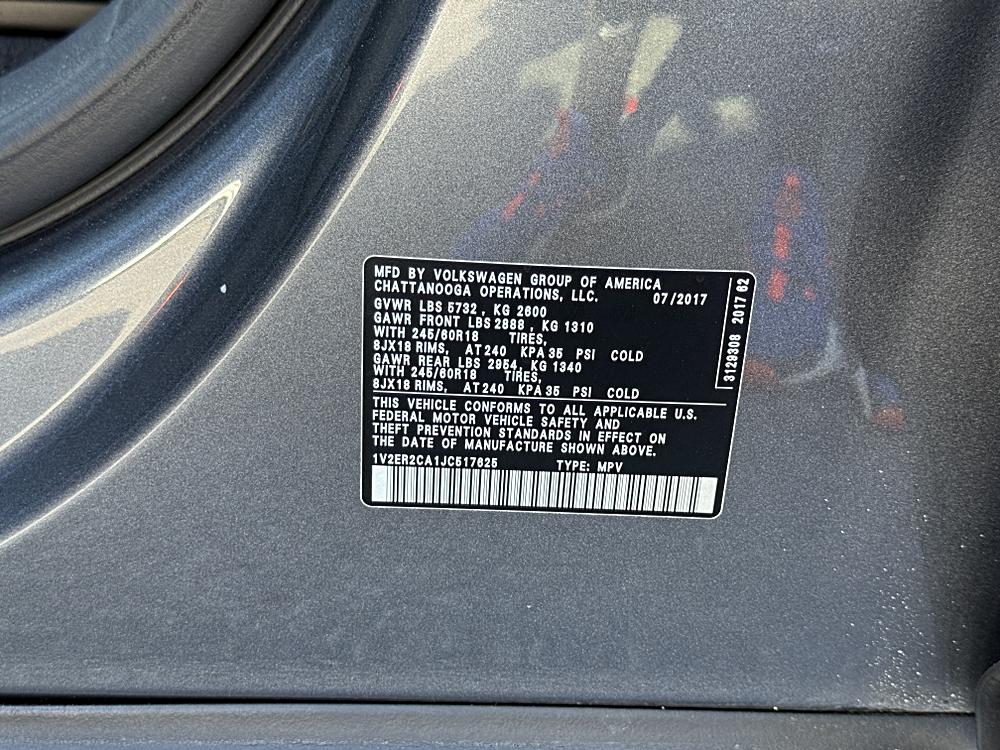 MFD BY VOLKSWAGEN GROUP OF AMERICA
CHATTANOOGA OPERATIONS, LLC. 07/2017
GVWR LBS 5732 , KG 2600
GAWR FRONT LBS 2888 , KG 1310
WITH 245/60R18 TIRES,
8JX18 RIMS, AT 240 KPA 35 PSI COLD
GAWR REAR LBS 2954, KG 1340
WITH 245/60R18 TIRES,
8JX18 RIMS, AT 240 KPA 35 PSI COLD
THIS VEHICLE CONFORMS TO ALL APPLICABLE U.S.
FEDERAL MOTOR VEHICLE SAFETY AND
THEFT PREVENTION STANDARDS IN EFFECT ON
THE DATE OF MANUFACTURE SHOWN ABOVE.
1V2ER2CA1JC517625 TYPE: MPV
3129308 2017 62